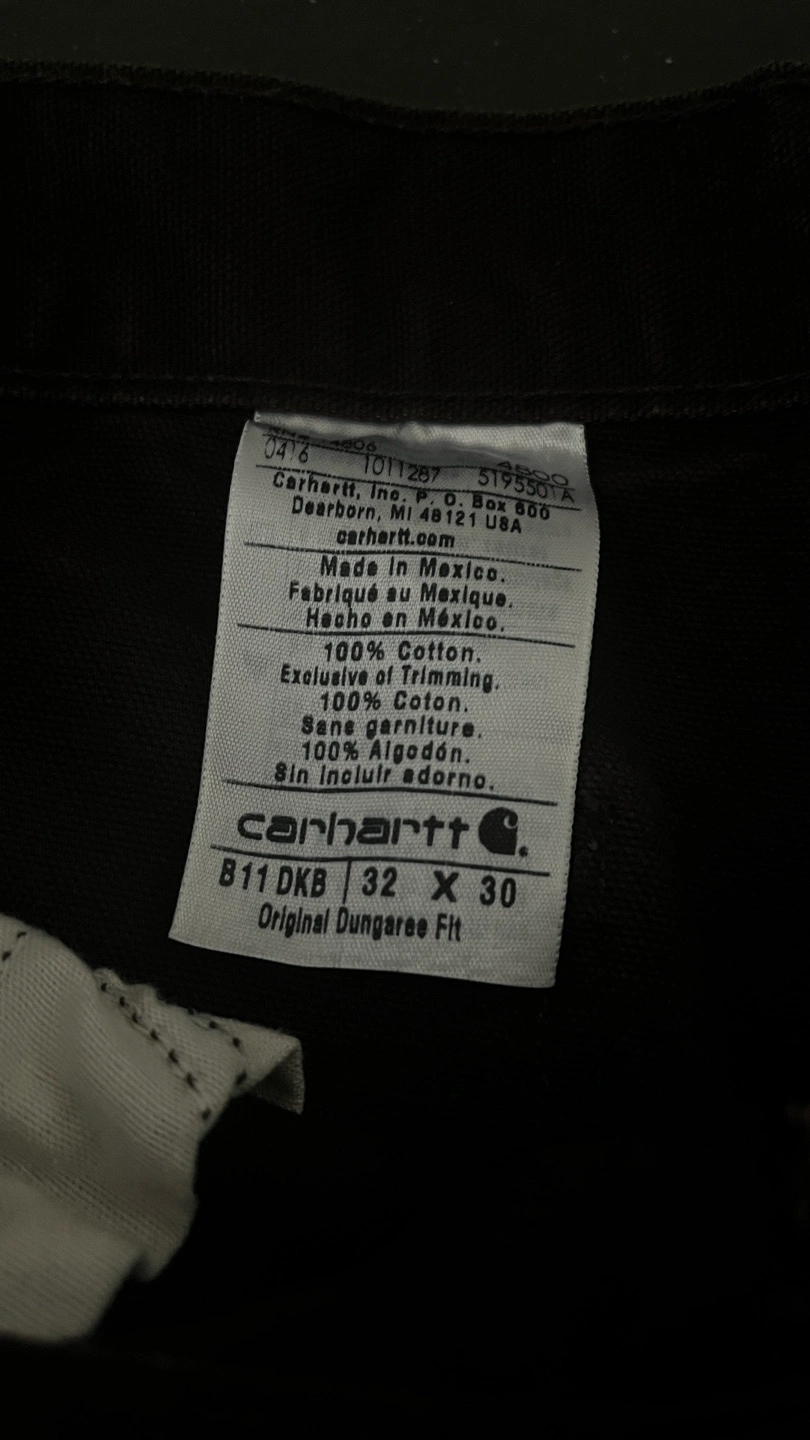 0416 1011287 5195501A
Carhartt, Inc. P. O. Box 600
Dearborn, MI 48121 USA
carhartt.com
Made in Mexico.
Fabriqué au Mexique.
Hecho en México.
100% Cotton.
Exclusive of Trimming.
100% Coton.
Sans garniture.
100% Algodón.
Sin incluir adorno.
carhartt
B11 DKB | 32 X 30
Original Dungaree Fit